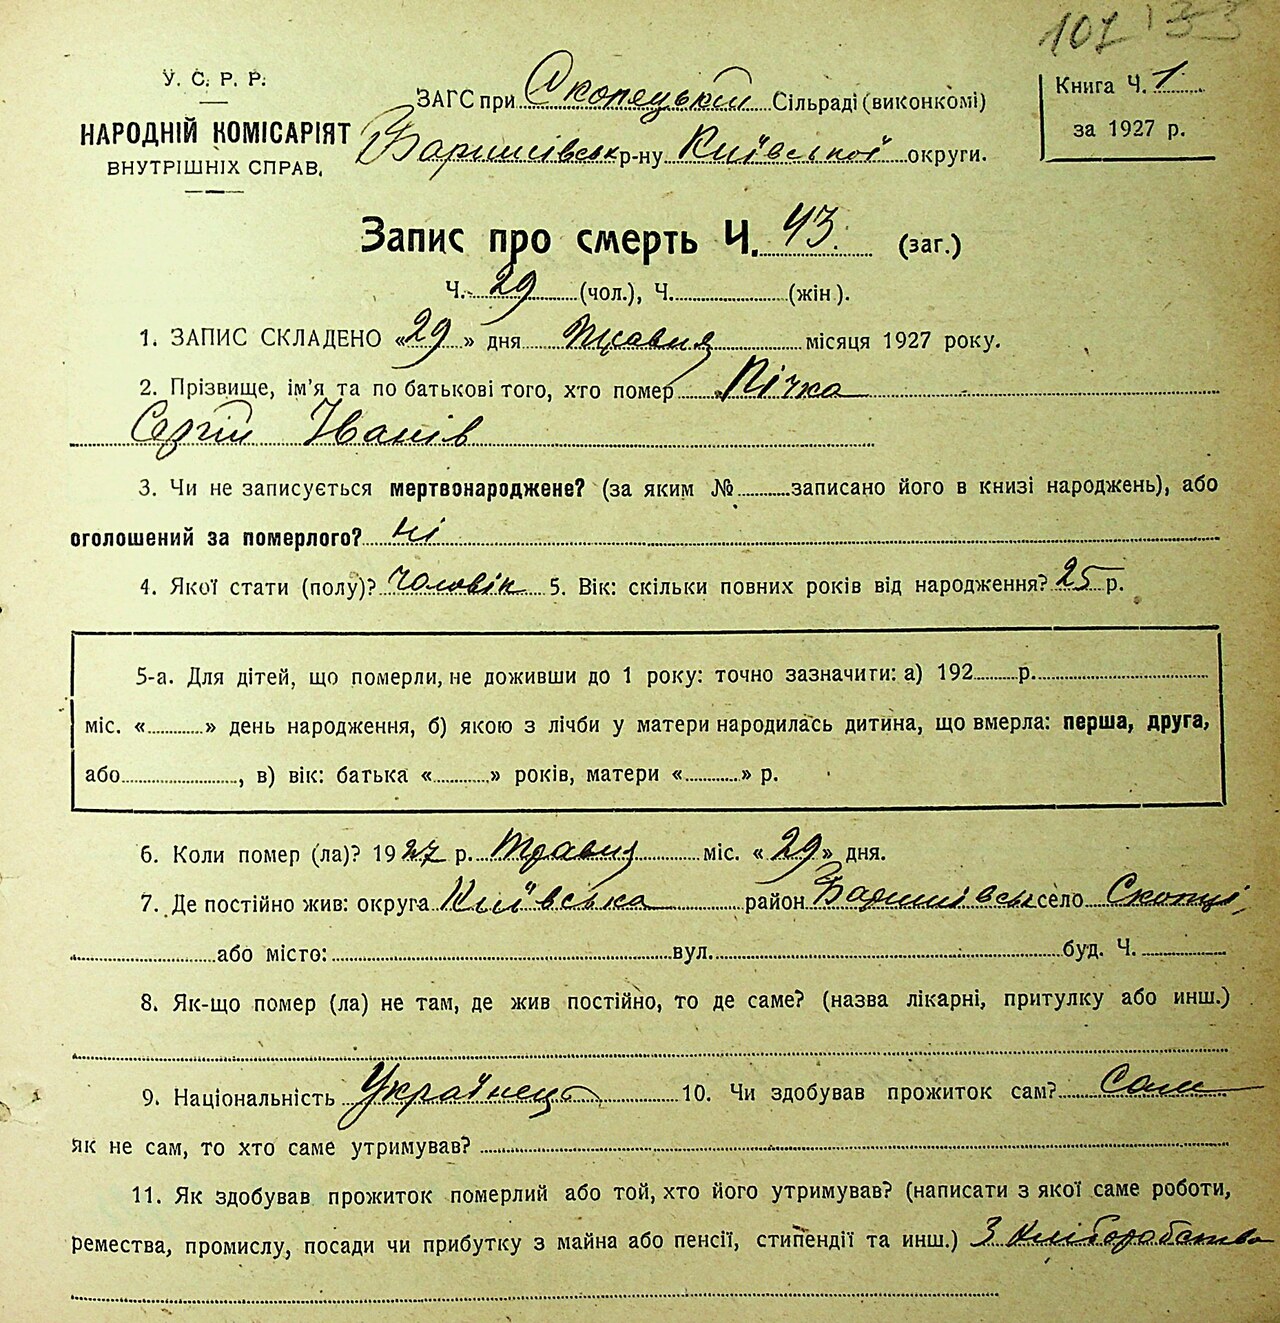 107 133
У. С. Р. Р.
НАРОДНІЙ КОМІСАРІЯТ
ВНУТРІШНІХ СПРАВ.
ЗАГС при Скопецькій Сільраді (виконкомі)
Баришівськ р-ну Київської округи.
Книга Ч. 1
за 1927 р.
Запис про смерть Ч. 43. (заг.)
Ч. 29 (чол.), Ч. (жін).
1. ЗАПИС СКЛАДЕНО «29» дня травня місяця 1927 року.
2. Прізвище, ім'я та по батькові того, хто помер Пічка
Сергій Іванів
3. Чи не записується мертвонароджене? (за яким № записано його в книзі народжень), або
оголошений за померлого? ні
4. Якої стати (полу)? чоловік 5. Вік: скільки повних років від народження? 25 р.
5-а. Для дітей, що померли, не доживши до 1 року: точно зазначити: а) 192 р.
міс. « » день народження, б) якою з лічби у матери народилась дитина, що вмерла: перша, друга,
або , в) вік: батька « » років, матери « » р.
6. Коли помер (ла)? 1927 р. травня міс. «29» дня.
7. Де постійно жив: округа Київська район Баришівськ село Скопці
або місто: вул. буд. Ч.
8. Як-що помер (ла) не там, де жив постійно, то де саме? (назва лікарні, притулку або инш.)
9. Національність Українець 10. Чи здобував прожиток сам? Сам
як не сам, то хто саме утримував?
11. Як здобував прожиток померлий або той, хто його утримував? (написати з якої саме роботи,
ремества, промислу, посади чи прибутку з майна або пенсії, стипендії та инш.) З хліборобства